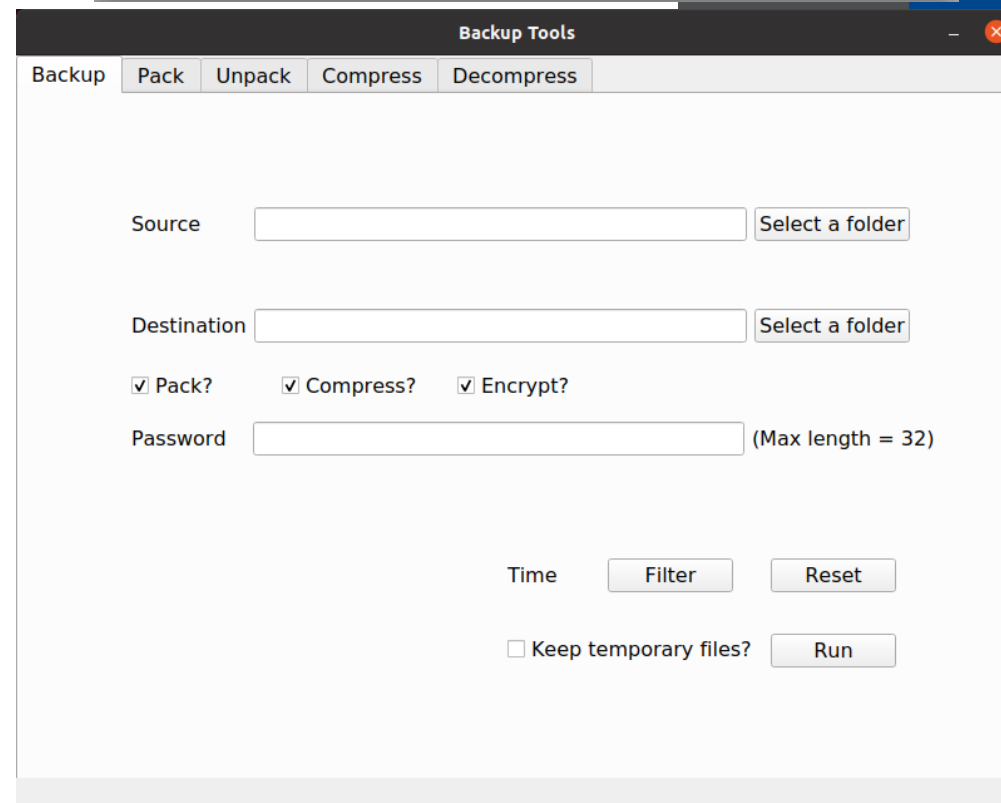 Backup Tools
Backup Pack Unpack Compress Decompress
Source Select a folder
Destination Select a folder
Pack? Compress? Encrypt?
Password (Max length = 32)
Time Filter Reset
Keep temporary files? Run